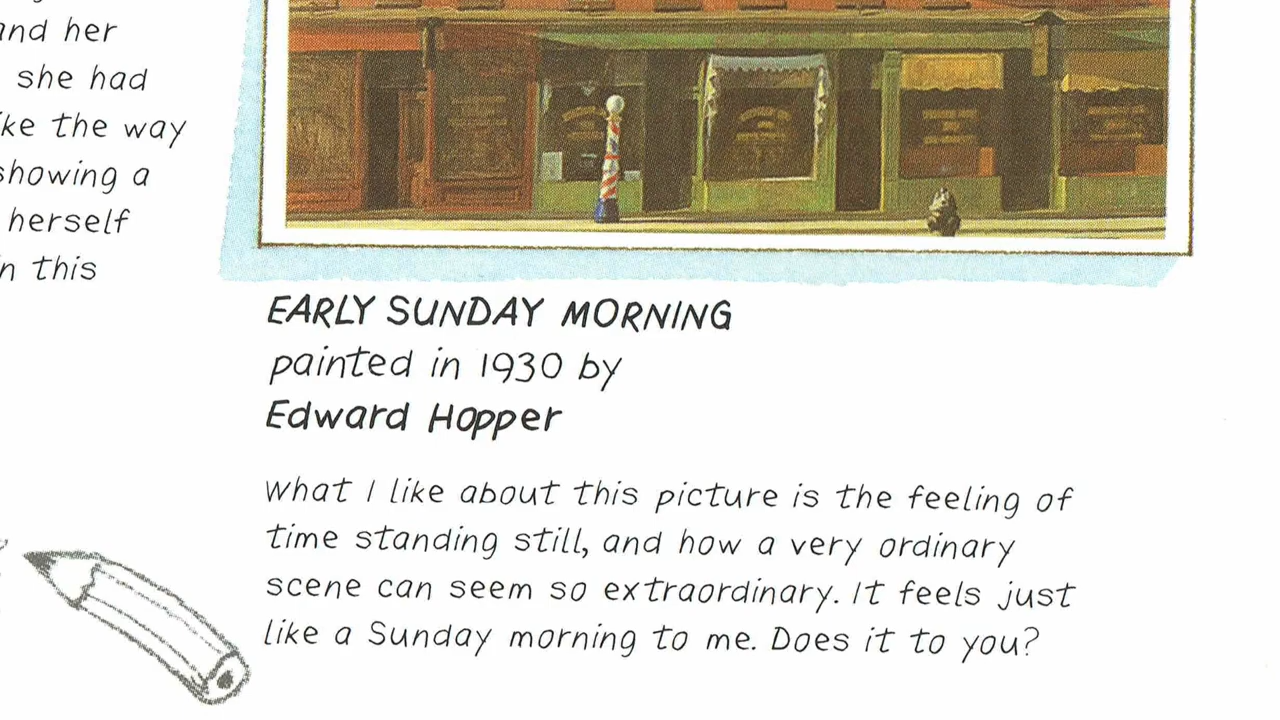 and her
she had
the way
showing a
herself
this
EARLY SUNDAY MORNING
painted in 1930 by
Edward Hopper
What I like about this picture is the feeling of
time standing still, and how a very ordinary
scene can seem so extraordinary. It feels just
like a Sunday morning to me. Does it to you?